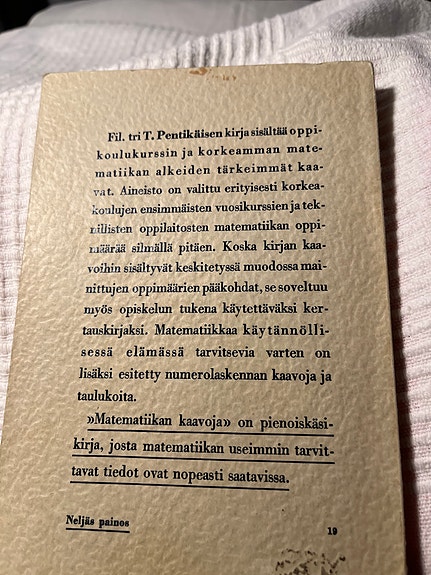 Fil. tri T. Pentikäisen kirja sisältää oppi-
koulukurssin ja korkeamman mate-
matiikan alkeiden tärkeimmät kaa-
vat. Aineisto on valittu erityisesti korkea-
koulujen ensimmäisten vuosikurssien ja tek-
nillisten oppilaitosten matematiikan oppi-
määrää silmällä pitäen. Koska kirjan kaa-
voihin sisältyvät keskitetyssä muodossa mai-
nittujen oppimäärien pääkohdat, se soveltuu
myös opiskelun tukena käytettäväksi ker-
tauskirjaksi. Matematiikkaa käytännölli-
sessä elämässä tarvitsevia varten on
lisäksi esitetty numerolaskennan kaavoja ja
taulukoita.
»Matematiikan kaavoja» on pienoiskäsi-
kirja, josta matematiikan useimmin tarvit-
tavat tiedot ovat nopeasti saatavissa.
Neljäs painos
19